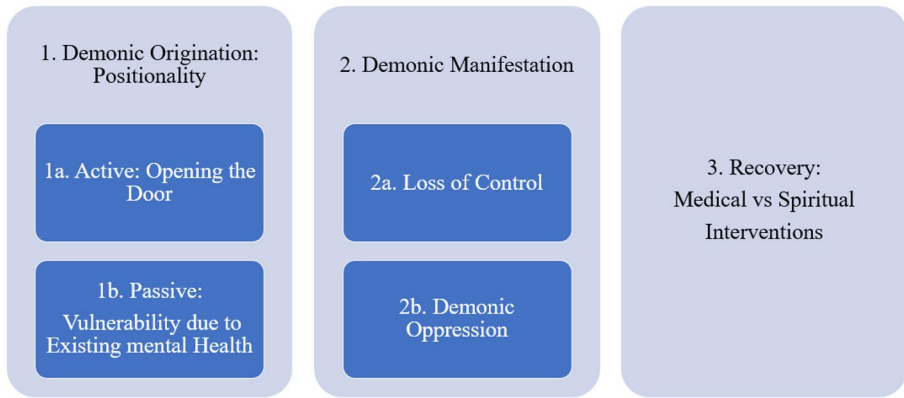 1. Demonic Origination:
Positionality
1a. Active: Opening the
Door
1b. Passive:
Vulnerability due to
Existing mental Health
2. Demonic Manifestation
2a. Loss of Control
2b. Demonic
Oppression
3. Recovery:
Medical vs Spiritual
Interventions